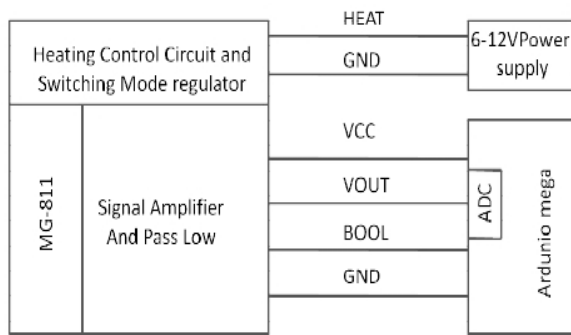 Heating Control Circuit and
Switching Mode regulator
HEAT
GND
6-12VPower
supply
MG-811
Signal Amplifier
And Pass Low
VCC
VOUT
BOOL
GND
ADC
Ardunio mega